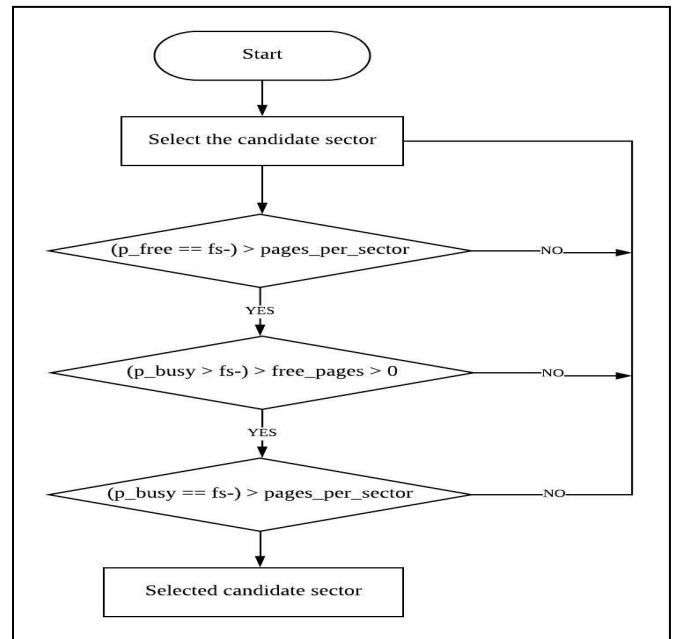 Start
Select the candidate sector
(p_free == fs-) > pages_per_sector
NO
YES
(p_busy > fs-) > free_pages > 0
NO
YES
(p_busy == fs-) > pages_per_sector
NO
Selected candidate sector